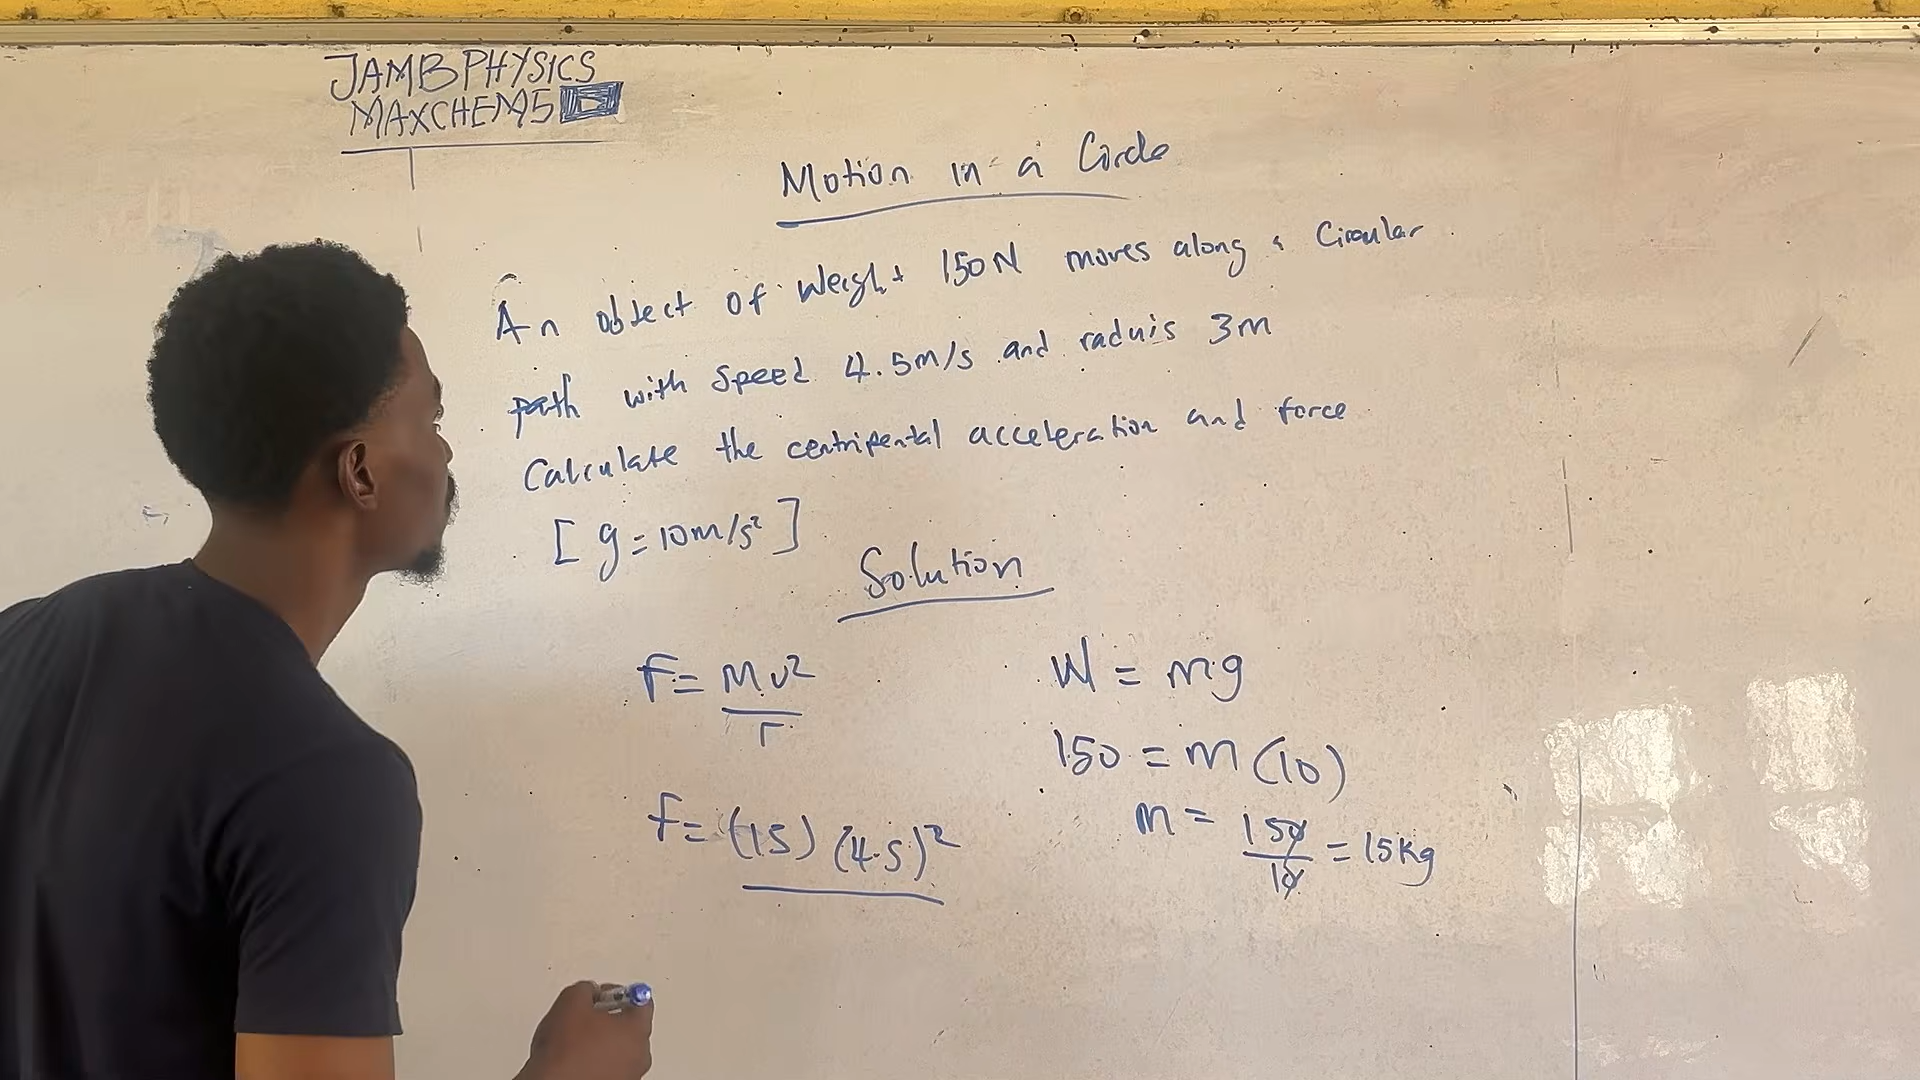 JAMBPHYSICS
MAXCHEM5
Motion in a Circle
An object of weight 150N moves along a Circular
path with Speed 4.5m/s and raduis 3m
Calculate the centripental acceleration and force
[g=10m/s²]
Solution
F = Mv²/r
W = mg
150 = m(10)
F = (15)(4.5)²
m = 150/10 = 15kg